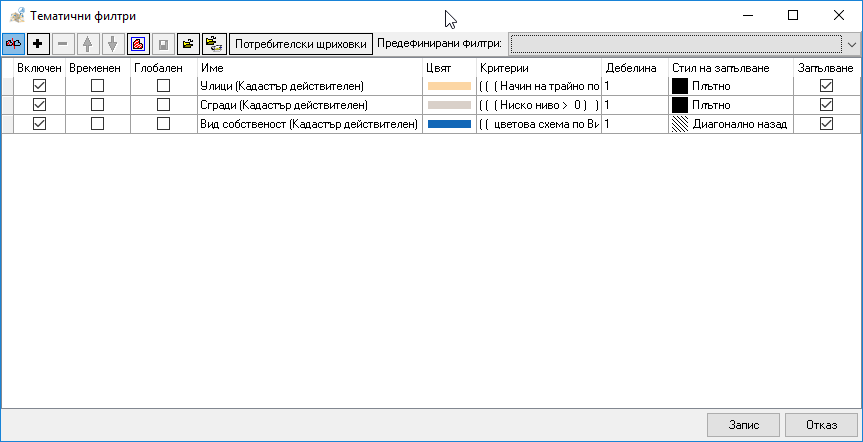 Тематични филтри
Потребителски щриховки Предефинирани филтри:
Включен Временен Глобален Име Цвят Критерии Дебелина Стил на запълване Запълване
Улици (Кадастър действителен) ( ( ( Начин на трайно по 1 Плътно
Сгради (Кадастър действителен) ( ( ( Ниско ниво > 0 ) ) 1 Плътно
Вид собственост (Кадастър действителен) ( ( цветова схема по Ви 1 Диагонално назад
Запис Отказ